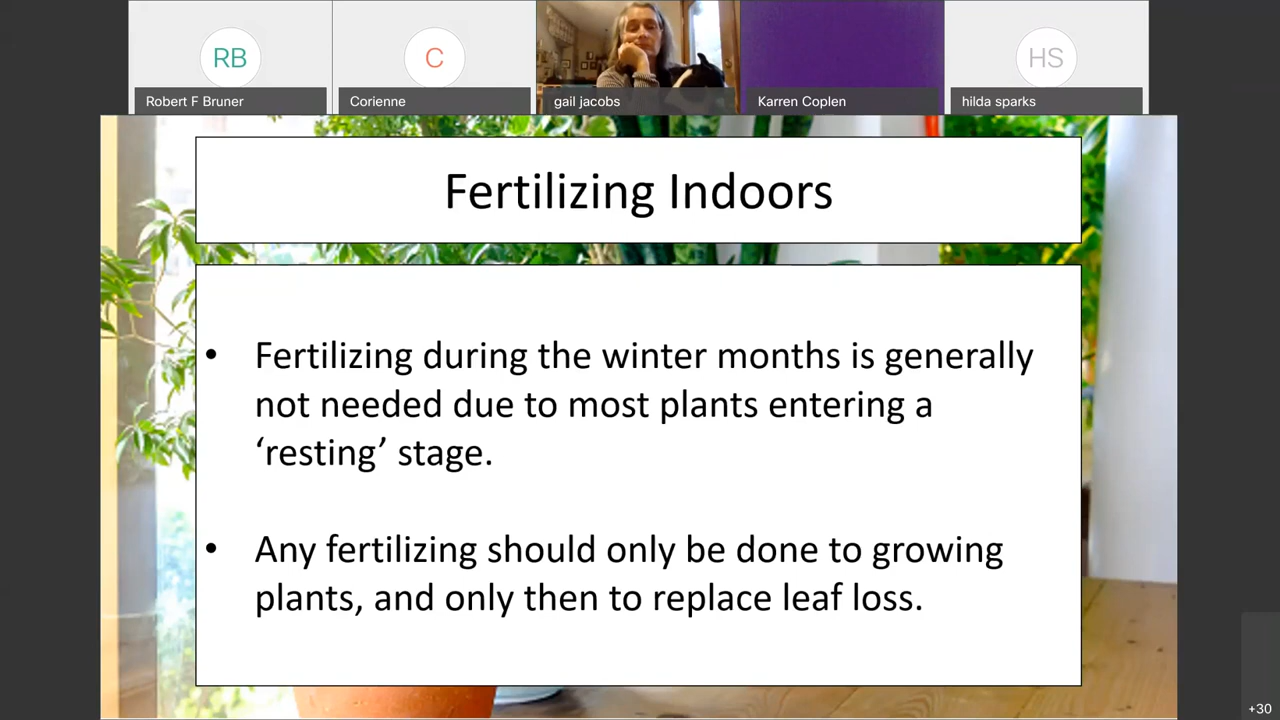 RB
C
HS
Robert F Bruner
Corienne
gail jacobs
Karren Coplen
hilda sparks
Fertilizing Indoors
• Fertilizing during the winter months is generally
not needed due to most plants entering a
‘resting’ stage.
• Any fertilizing should only be done to growing
plants, and only then to replace leaf loss.
+30